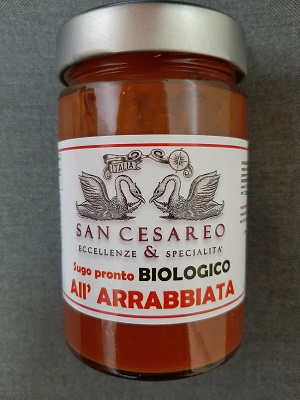 ITALIA
SAN CESAREO
ECCELLENZE & SPECIALITA'
Sugo pronto BIOLOGICO
All' ARRABBIATA